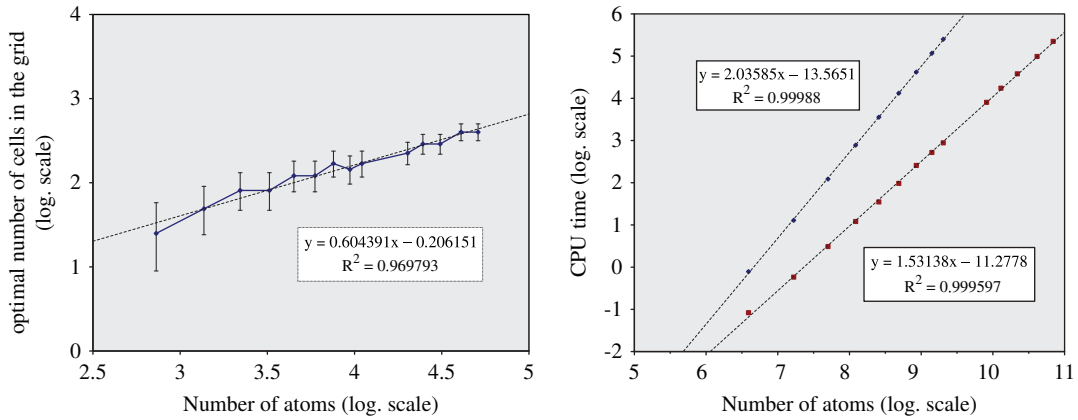 optimal number of cells in the grid
(log. scale)
4
3
2
1
0
y = 0.604391x − 0.206151
R² = 0.969793
2.5 3 3.5 4 4.5 5
Number of atoms (log. scale)
CPU time (log. scale)
6
5
4
3
2
1
0
-1
-2
y = 2.03585x − 13.5651
R² = 0.99988
y = 1.53138x − 11.2778
R² = 0.999597
5 6 7 8 9 10 11
Number of atoms (log. scale)